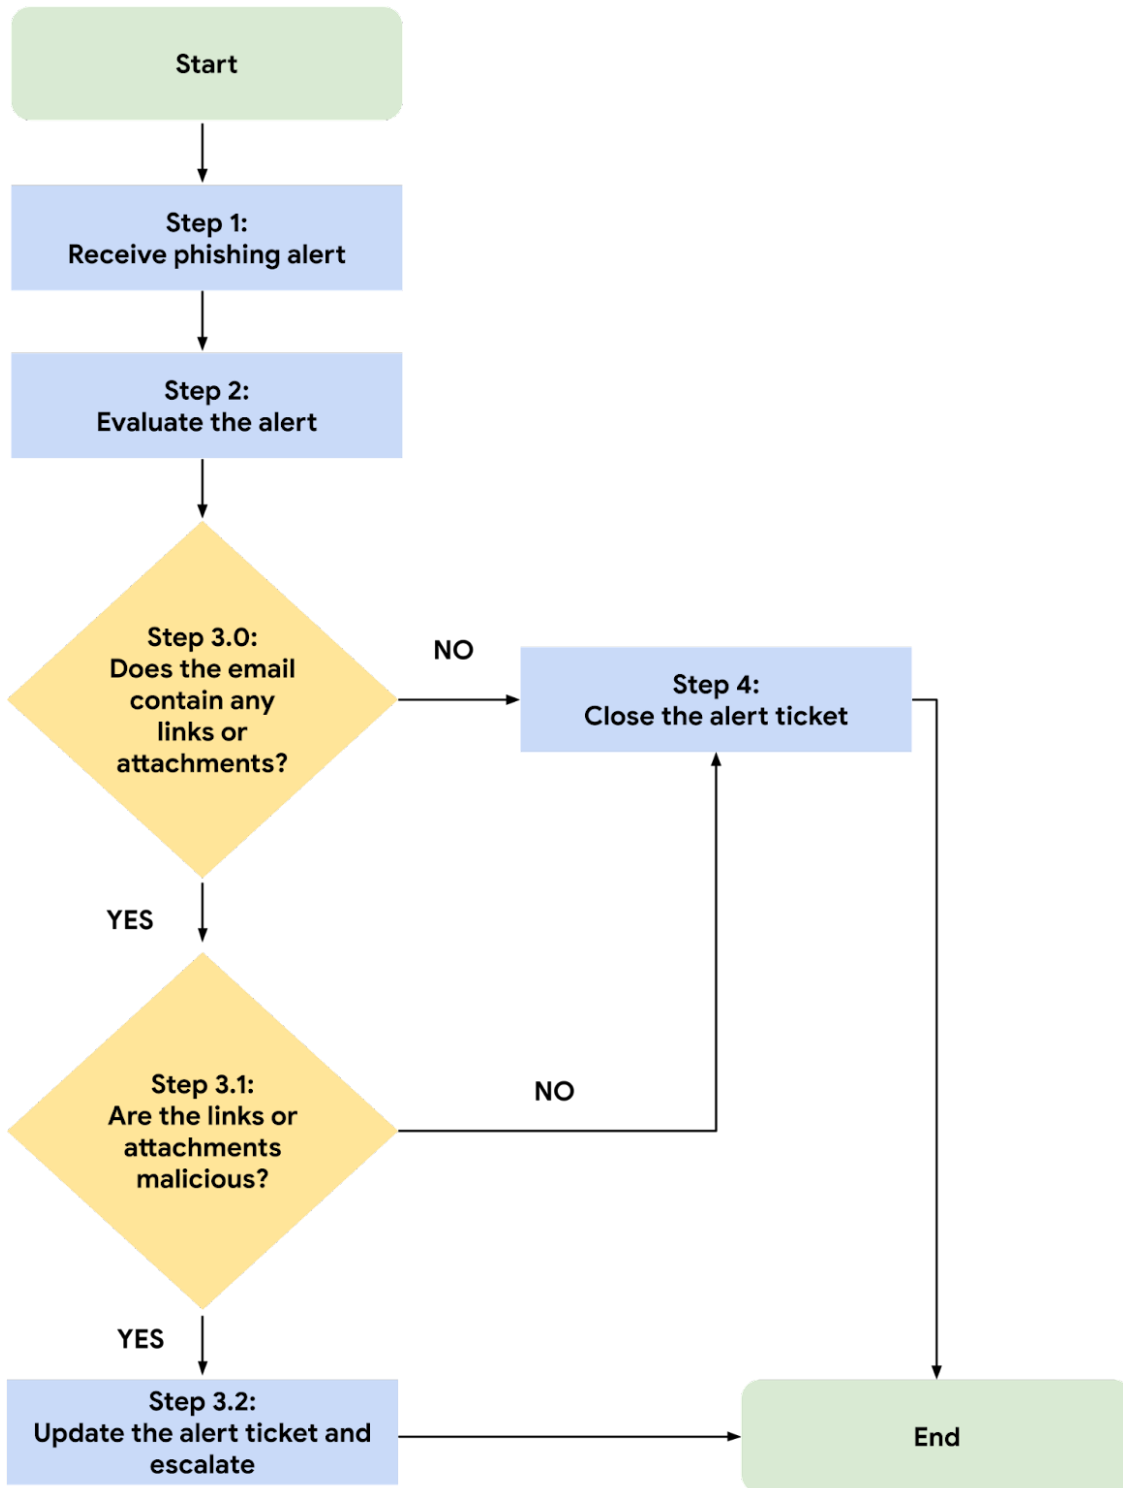 Start
Step 1:
Receive phishing alert
Step 2:
Evaluate the alert
Step 3.0:
Does the email
contain any
links or
attachments?
NO
Step 4:
Close the alert ticket
YES
Step 3.1:
Are the links or
attachments
malicious?
NO
YES
Step 3.2:
Update the alert ticket and
escalate
End